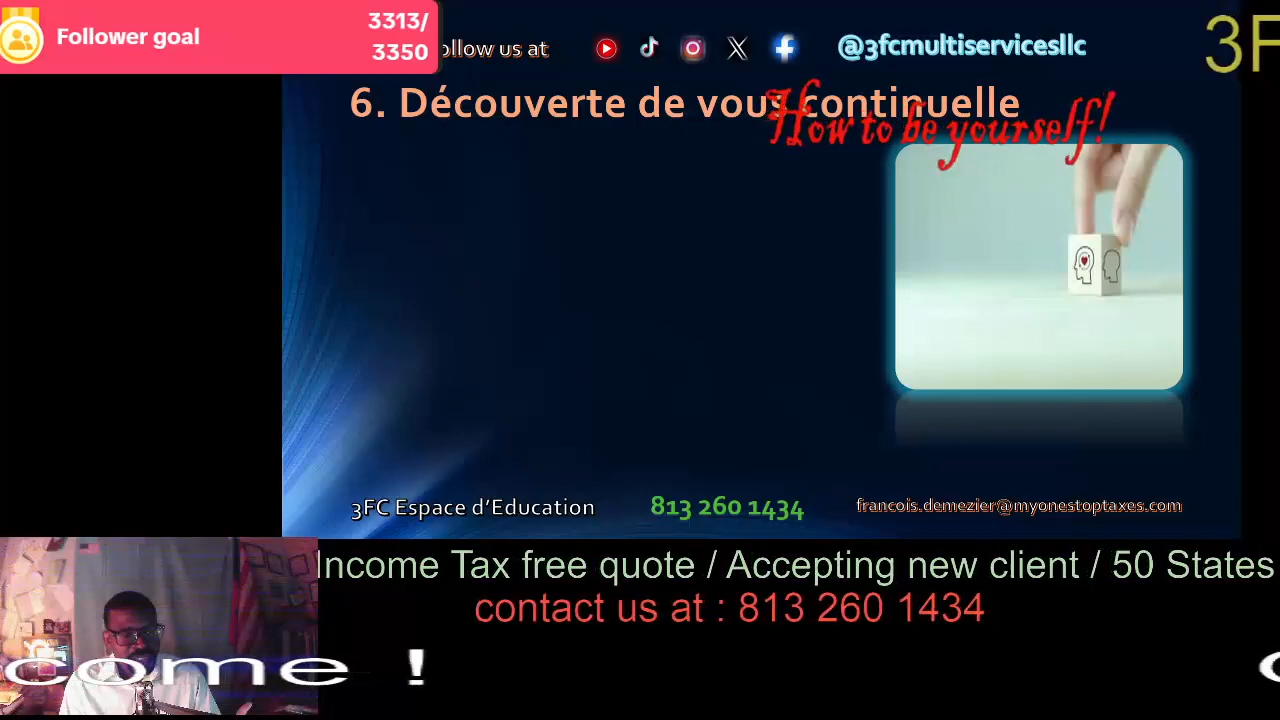 Follower goal
3313/
3350
ollow us at
@3fcmultiservicesllc
3F
6. Découverte de vous continuelle
How to be yourself!
3FC Espace d’Education
813 260 1434
francois.demezier@myonestoptaxes.com
Income Tax free quote / Accepting new client / 50 States
contact us at : 813 260 1434
come !